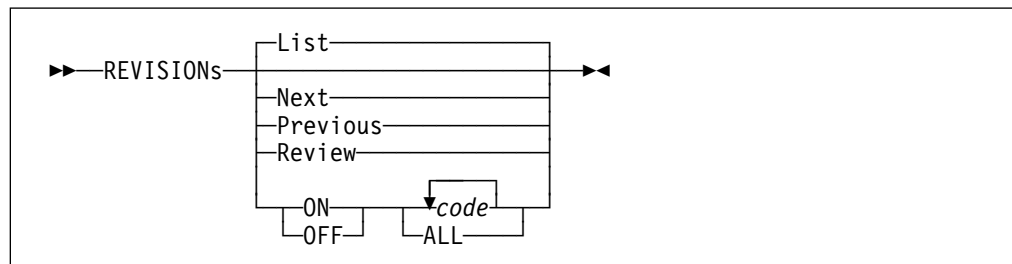 List
REVISIONs
Next
Previous
Review
ON code
OFF ALL